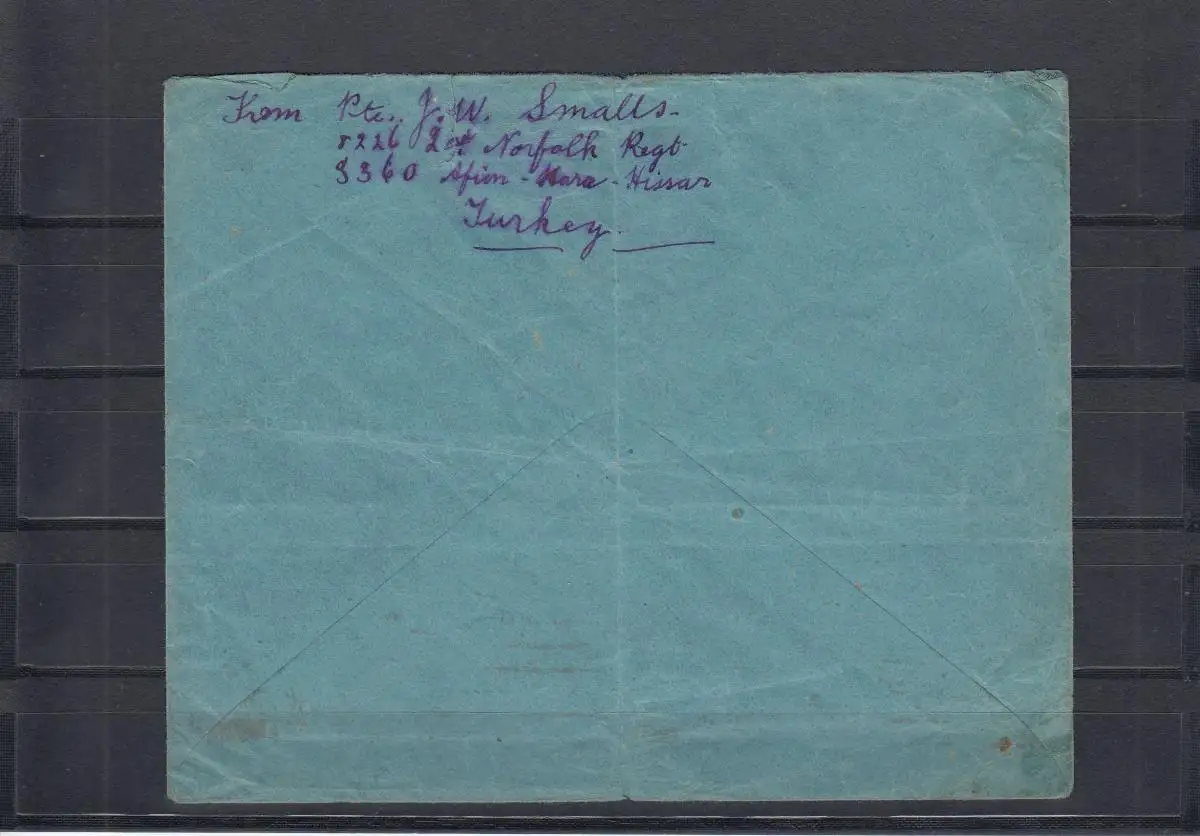 From Pte. J. W. Smalls.
8226 2nd Norfolk Regt
3360 Afion - Kara - Hissar
Turkey.